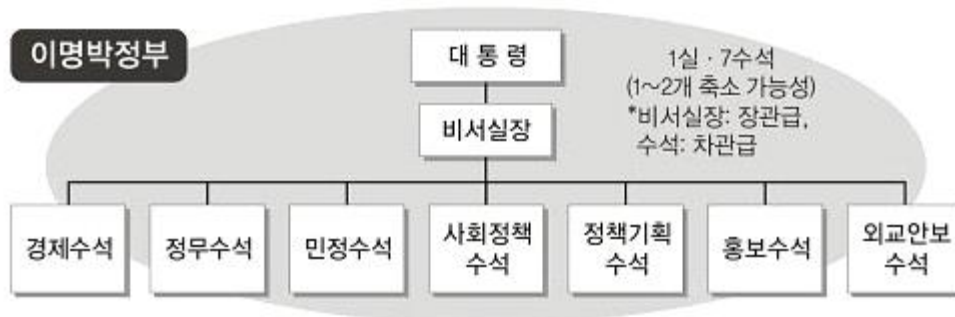 이명박정부
대 통 령
1실 · 7수석
(1~2개 축소 가능성)
*비서실장: 장관급,
수석: 차관급
비서실장
경제수석
정무수석
민정수석
사회정책
수석
정책기획
수석
홍보수석
외교안보
수석